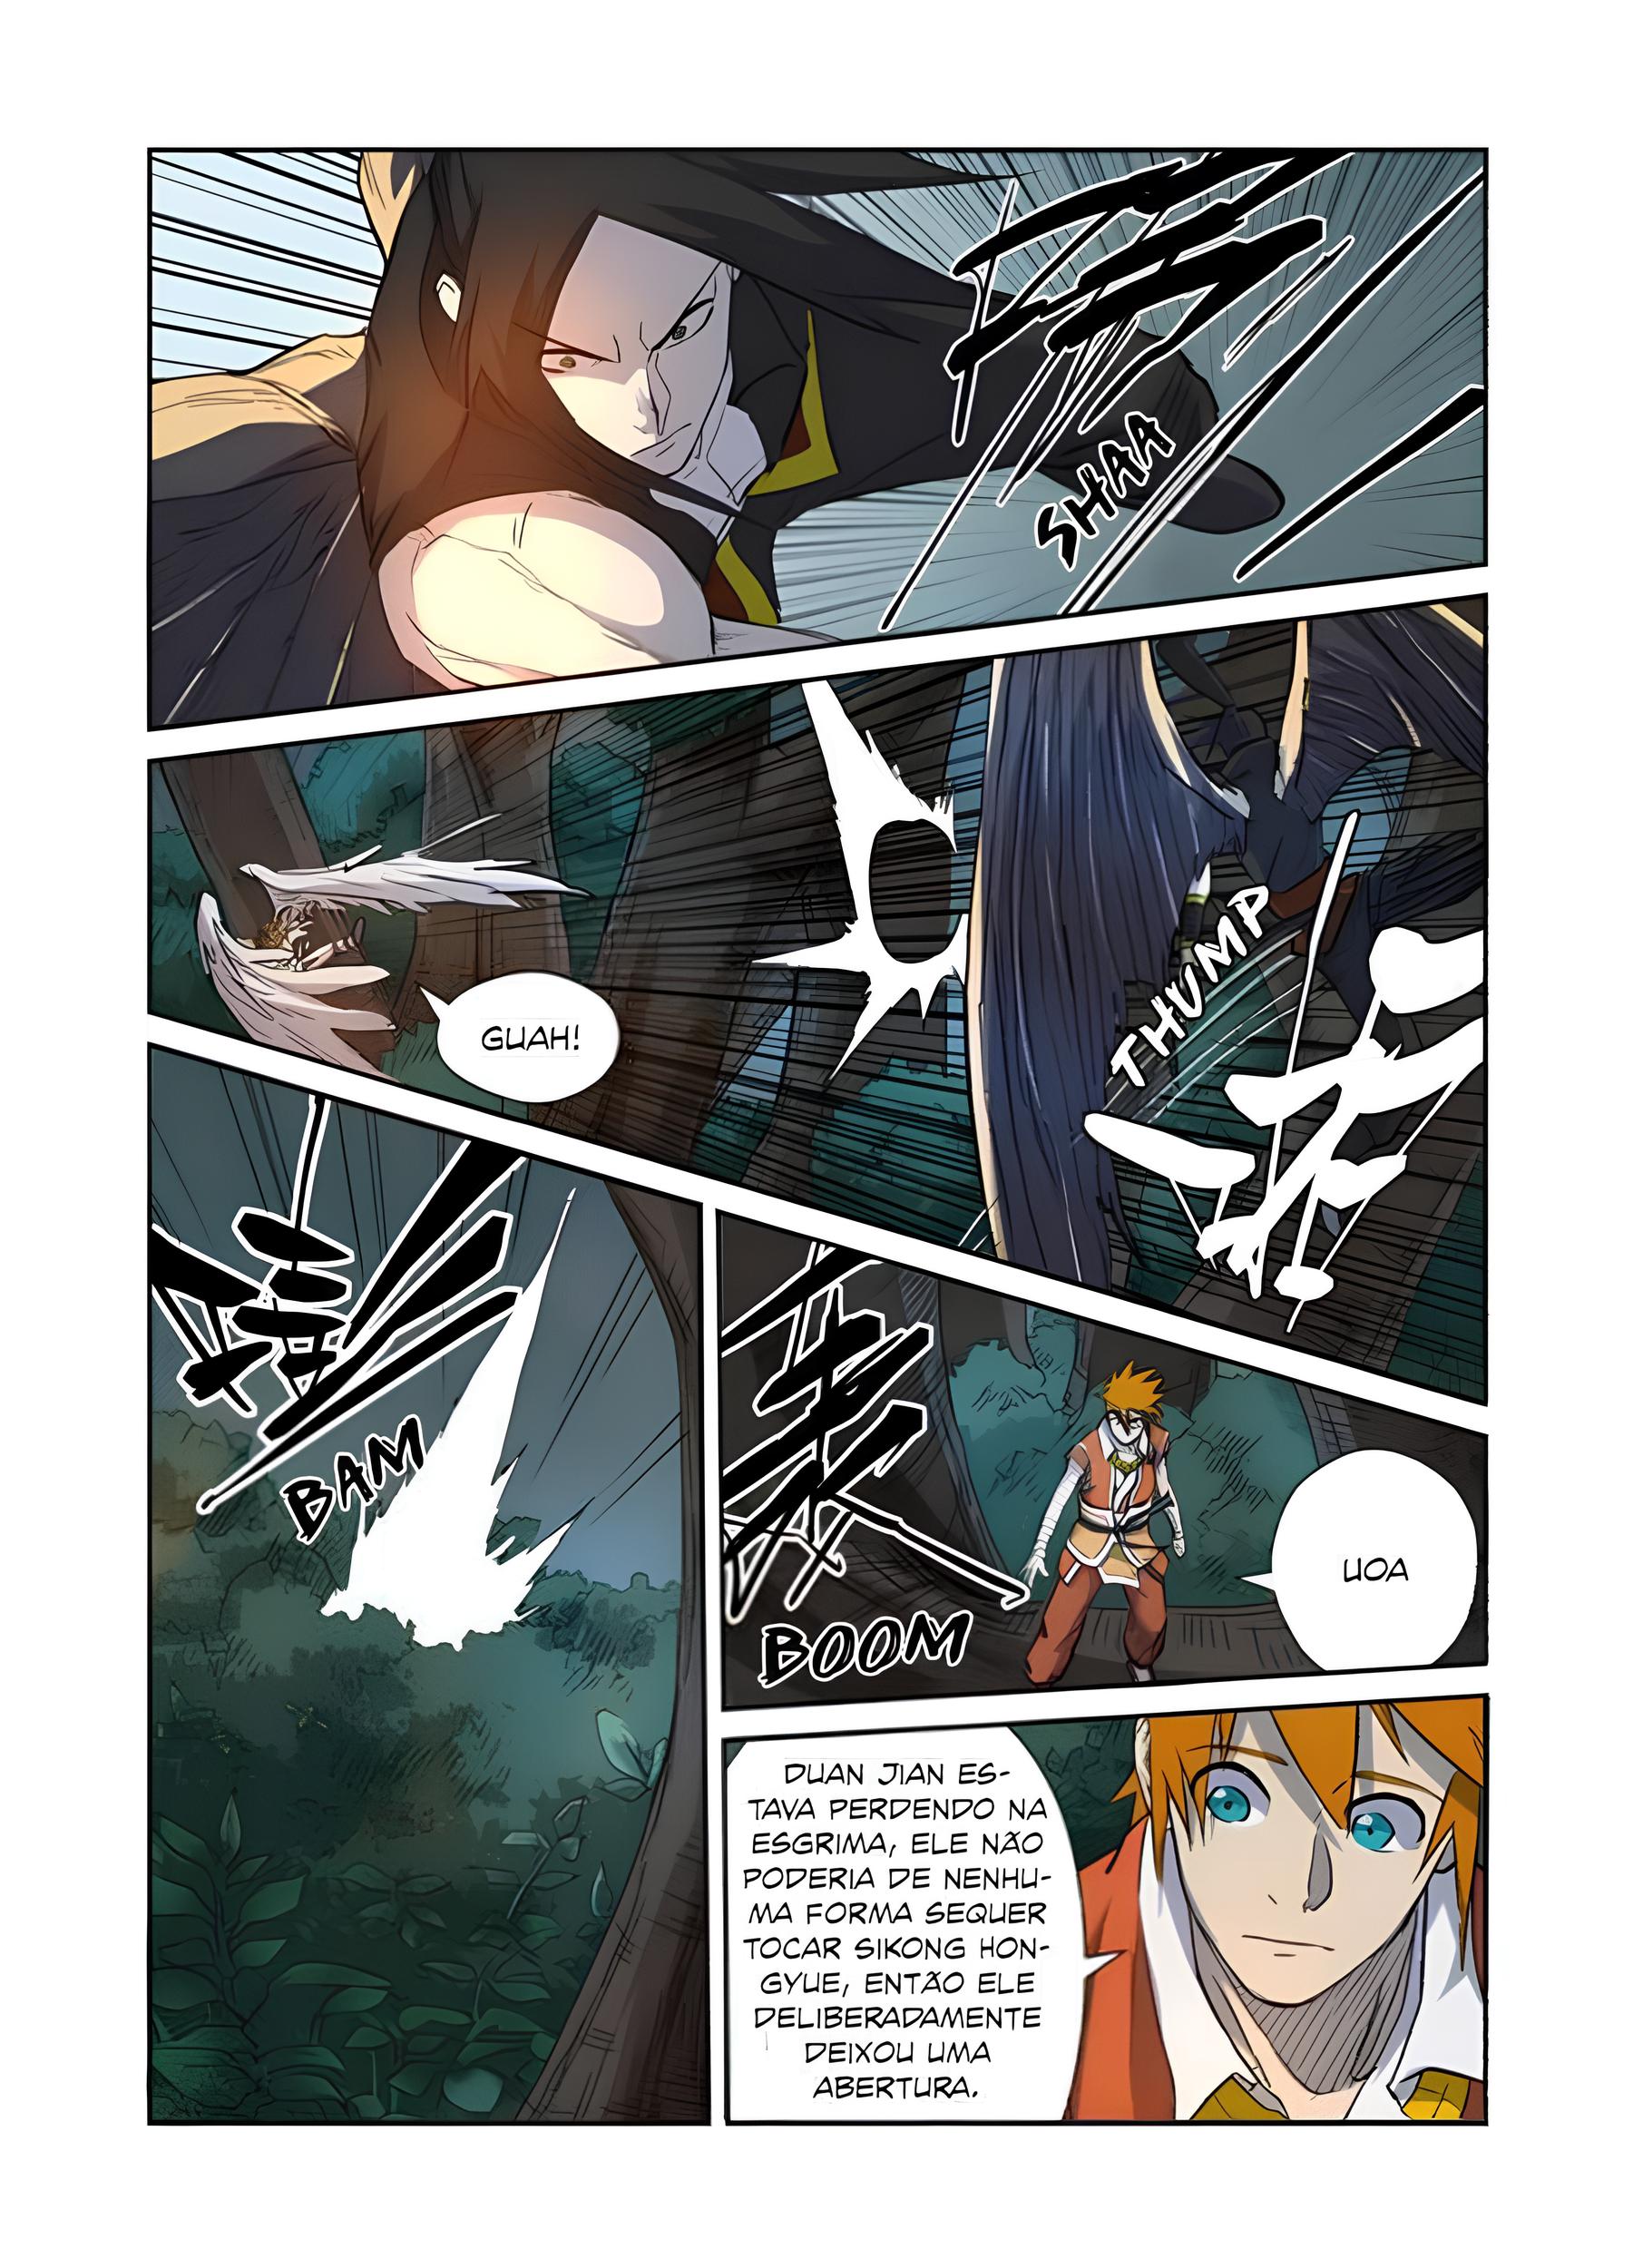 SHAA
THUMP
GUAH!
BAM
BOOM
UOA
DUAN JIAN ES-
TAVA PERDENDO NA
ESGRIMA, ELE NÃO
PODERIA DE NENHU-
MA FORMA SEQUER
TOCAR SIKONG HON-
GYUE, ENTÃO ELE
DELIBERADAMENTE
DEIXOU UMA
ABERTURA.